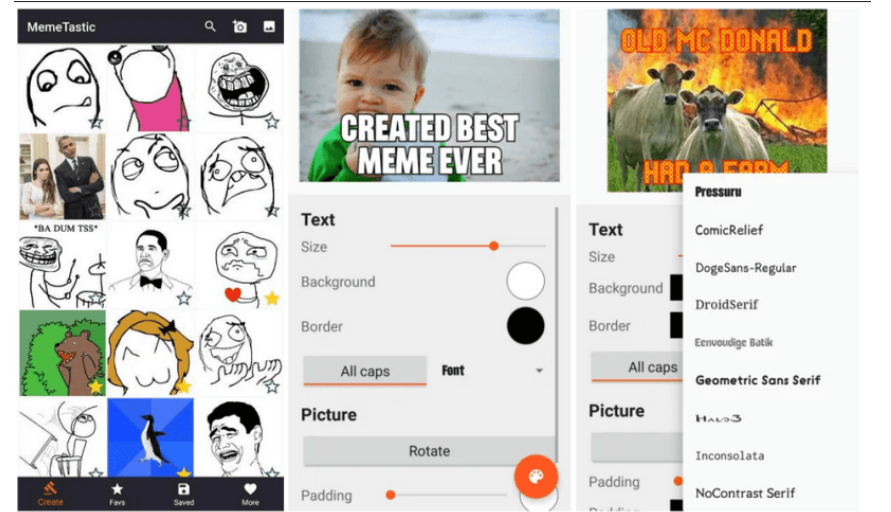 MemeTastic
*BA DUM TSS*
Create
Favs
Saved
More
CREATED BEST
MEME EVER
Text
Size
Background
Border
All caps
Font
Picture
Rotate
Padding
OLD MC DONALD
HAD A FARM
Text
Size
Background
Border
All caps
Picture
Padding
Pressuru
ComicRelief
DogeSans-Regular
DroidSerif
Eenvoudige Batik
Geometric Sans Serif
Halo3
Inconsolata
NoContrast Serif